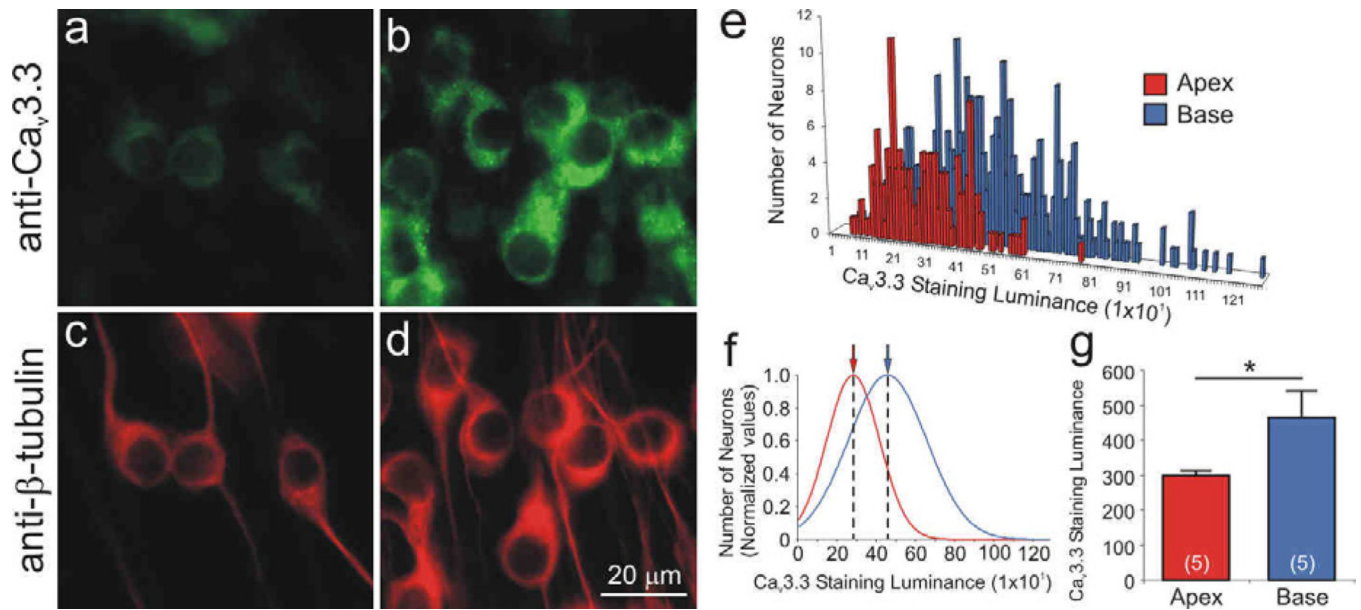 anti-Caᵥ3.3
a
b
anti-β-tubulin
c
d
20 μm
e
Number of Neurons
12
10
8
6
4
2
0
Apex
Base
1 11 21 31 41 51 61 71 81 91 101 111 121
Caᵥ3.3 Staining Luminance (1x10¹)
f
Number of Neurons
(Normalized values)
1.0
0.8
0.6
0.4
0.2
0
0 20 40 60 80 100 120
Caᵥ3.3 Staining Luminance (1x10¹)
g
Caᵥ3.3 Staining Luminance
600
500
400
300
200
100
0
*
(5) (5)
Apex Base